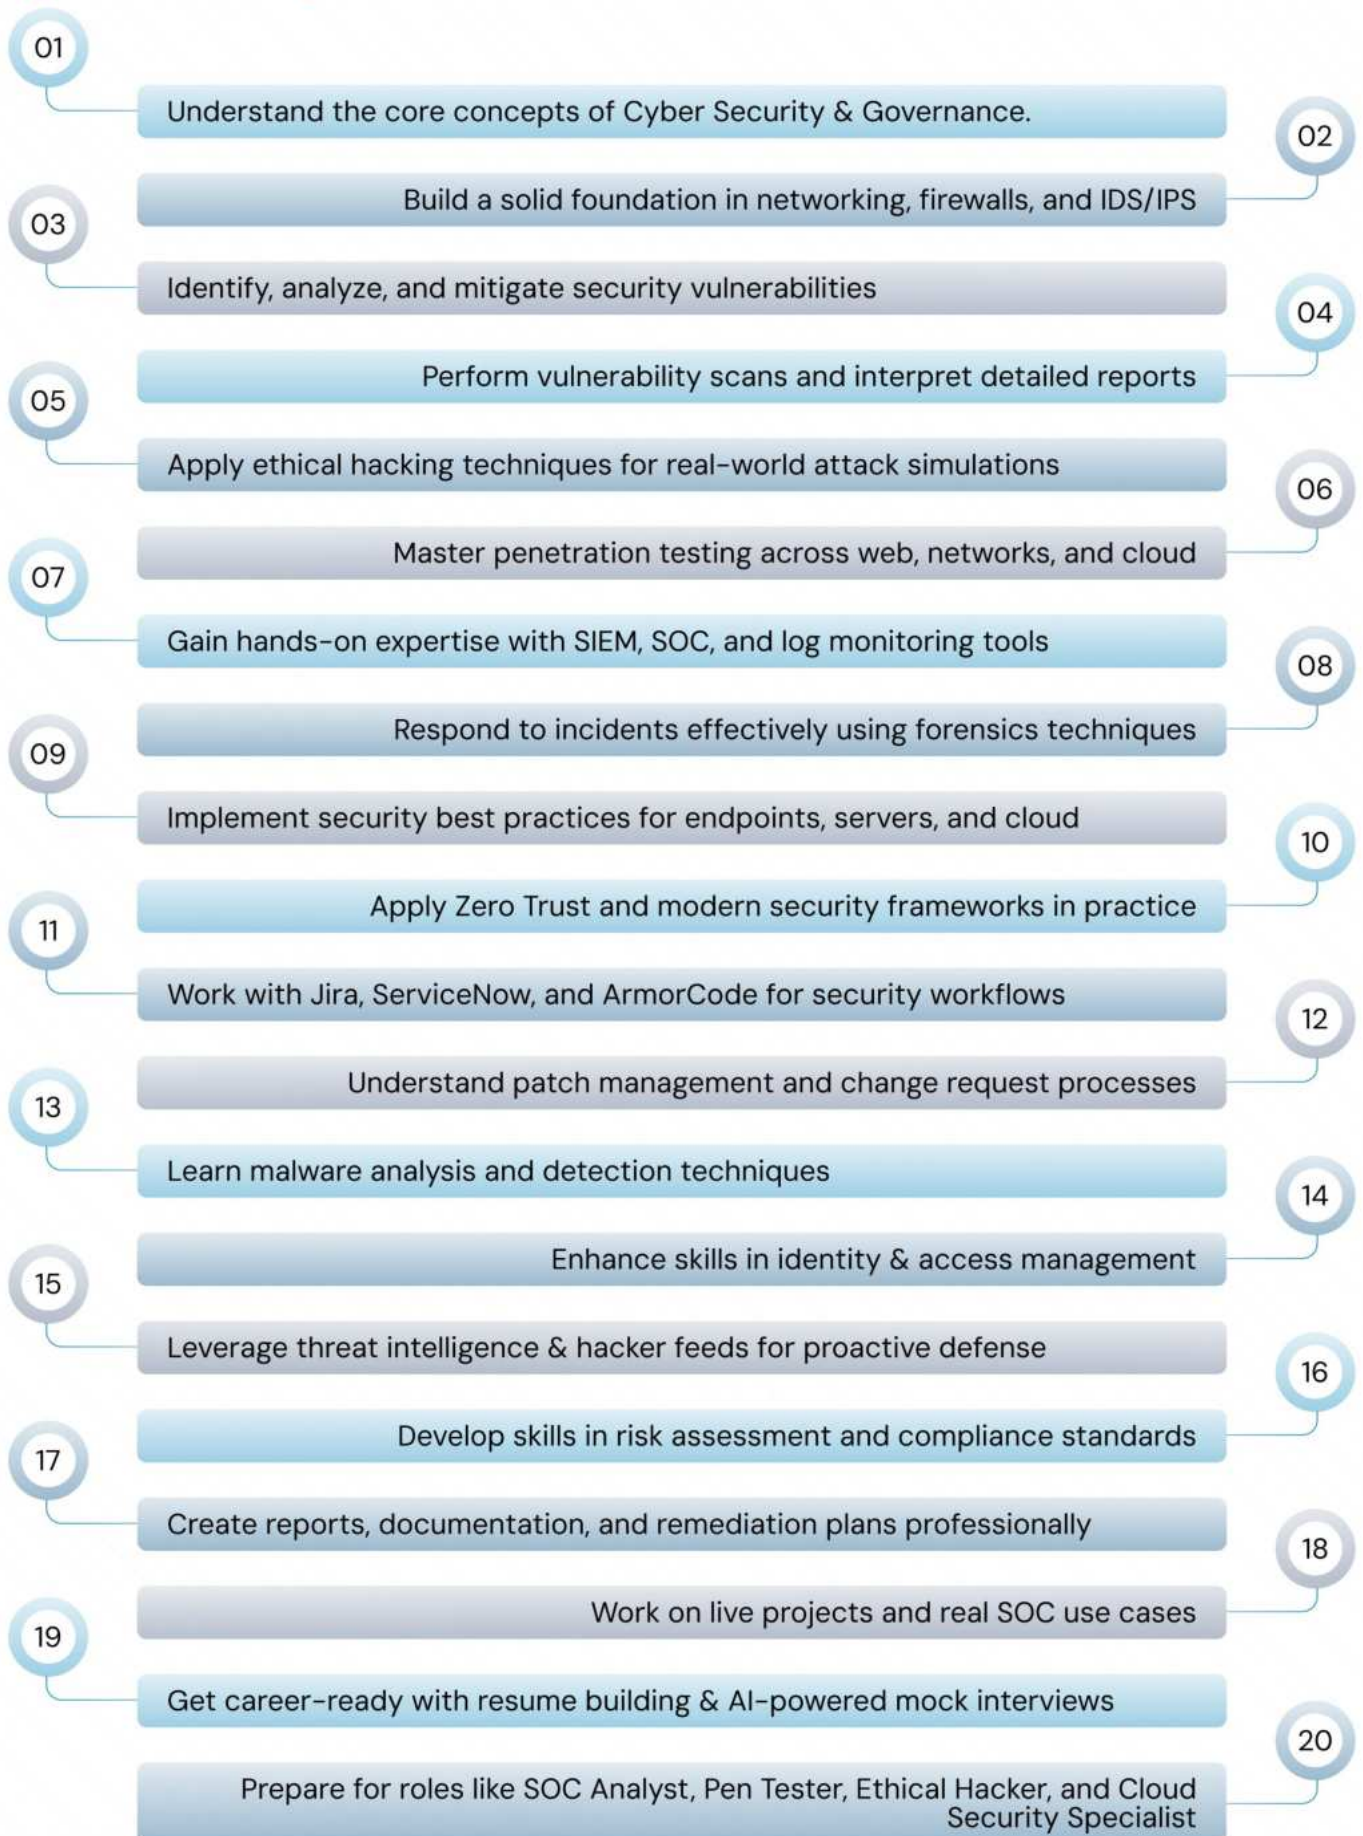 01
Understand the core concepts of Cyber Security & Governance.
02
Build a solid foundation in networking, firewalls, and IDS/IPS
03
Identify, analyze, and mitigate security vulnerabilities
04
Perform vulnerability scans and interpret detailed reports
05
Apply ethical hacking techniques for real-world attack simulations
06
Master penetration testing across web, networks, and cloud
07
Gain hands-on expertise with SIEM, SOC, and log monitoring tools
08
Respond to incidents effectively using forensics techniques
09
Implement security best practices for endpoints, servers, and cloud
10
Apply Zero Trust and modern security frameworks in practice
11
Work with Jira, ServiceNow, and ArmorCode for security workflows
12
Understand patch management and change request processes
13
Learn malware analysis and detection techniques
14
Enhance skills in identity & access management
15
Leverage threat intelligence & hacker feeds for proactive defense
16
Develop skills in risk assessment and compliance standards
17
Create reports, documentation, and remediation plans professionally
18
Work on live projects and real SOC use cases
19
Get career-ready with resume building & AI-powered mock interviews
20
Prepare for roles like SOC Analyst, Pen Tester, Ethical Hacker, and Cloud
Security Specialist